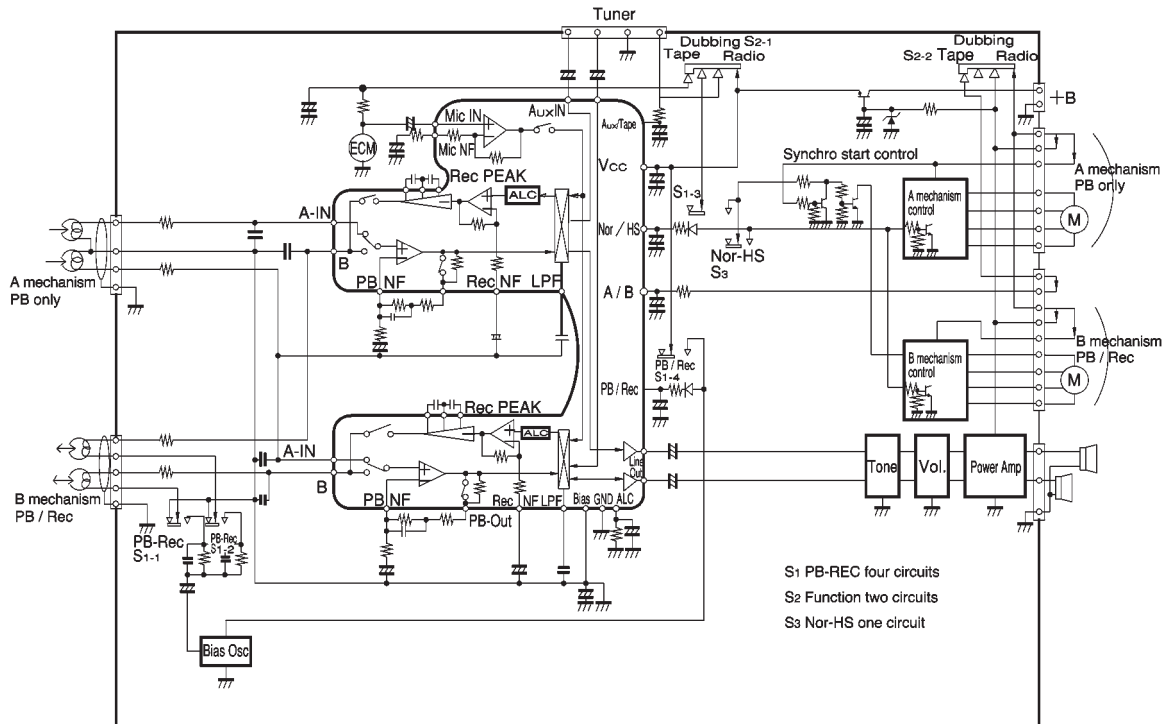 Tuner
Dubbing S2-1
Tape Radio
Dubbing
S2-2 Tape Radio
+B
Mic IN
AuxIN
Aux/Tape
Mic NF
ECM
Vcc
Synchro start control
A mechanism
PB only
Rec PEAK
ALC
S1-3
A-IN
B
Nor / HS
Nor-HS
S3
A mechanism
control
M
A mechanism
PB only
PB NF
Rec NF
LPF
A / B
B mechanism
PB / Rec
PB / Rec
S1-4
B mechanism
control
M
PB / Rec
Rec PEAK
ALC
A-IN
B
Line
Out
Tone
Vol.
Power Amp
B mechanism
PB / Rec
PB NF
Rec NF LPF Bias GND ALC
PB-Out
PB-Rec
S1-1
PB-Rec
S1-2
S1 PB-REC four circuits
S2 Function two circuits
S3 Nor-HS one circuit
Bias Osc